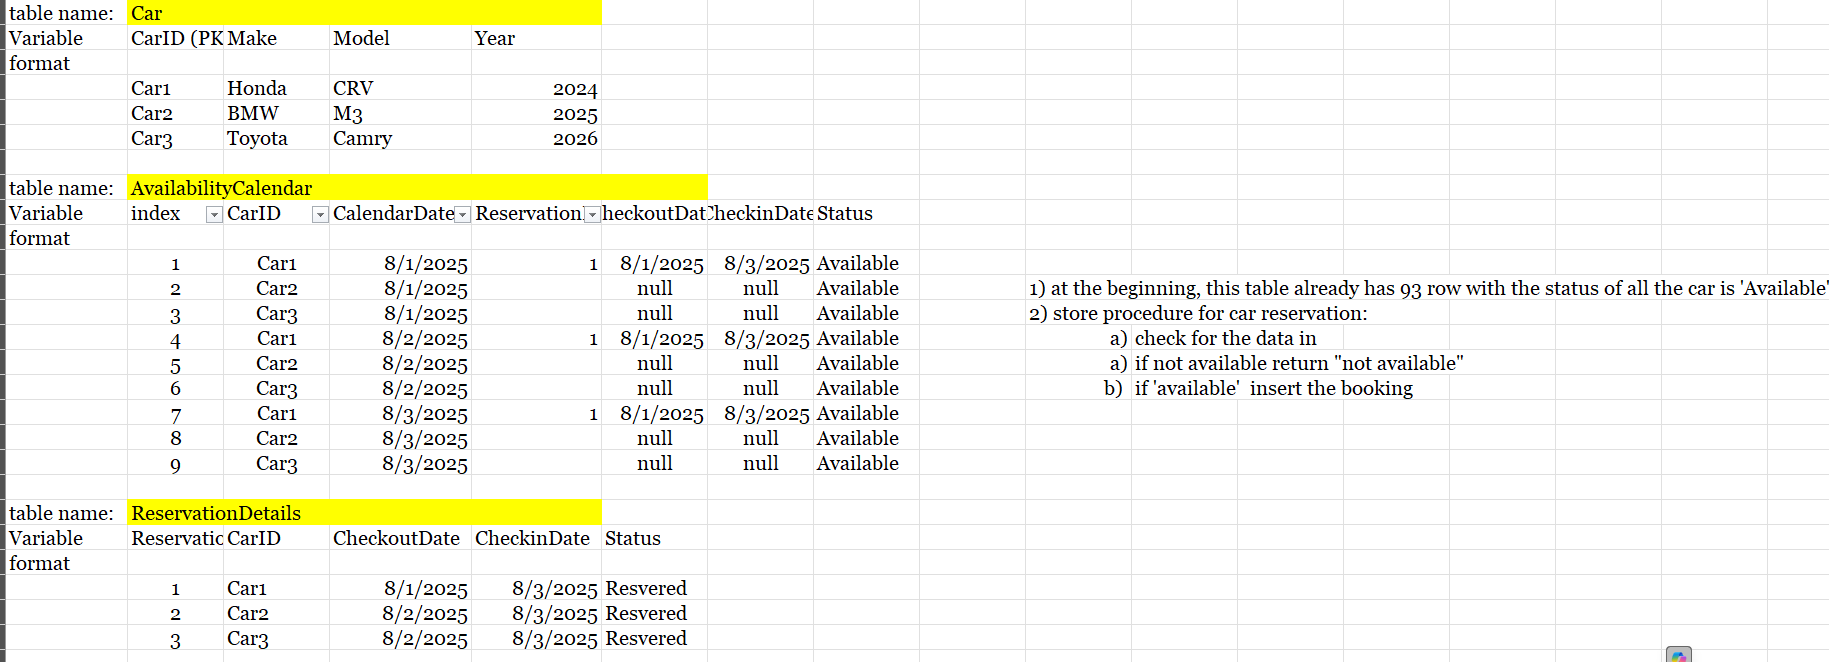 table name: Car
Variable CarID (PK Make Model Year
format
Car1 Honda CRV 2024
Car2 BMW M3 2025
Car3 Toyota Camry 2026
table name: AvailabilityCalendar
Variable index CarID CalendarDate Reservation heckoutDat CheckinDate Status
format
1 Car1 8/1/2025 1 8/1/2025 8/3/2025 Available
2 Car2 8/1/2025 null null Available 1) at the beginning, this table already has 93 row with the status of all the car is 'Available'
3 Car3 8/1/2025 null null Available 2) store procedure for car reservation:
4 Car1 8/2/2025 1 8/1/2025 8/3/2025 Available a) check for the data in
5 Car2 8/2/2025 null null Available a) if not available return "not available"
6 Car3 8/2/2025 null null Available b) if 'available' insert the booking
7 Car1 8/3/2025 1 8/1/2025 8/3/2025 Available
8 Car2 8/3/2025 null null Available
9 Car3 8/3/2025 null null Available
table name: ReservationDetails
Variable Reservatio CarID CheckoutDate CheckinDate Status
format
1 Car1 8/1/2025 8/3/2025 Resvered
2 Car2 8/2/2025 8/3/2025 Resvered
3 Car3 8/2/2025 8/3/2025 Resvered